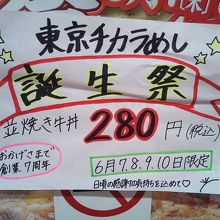 東京チカラめし
誕生祭
並焼き牛丼 280円(税込)
おかげさまで
創業7周年
6月7.8.9.10日限定
日頃の感謝の気持を込めて♡